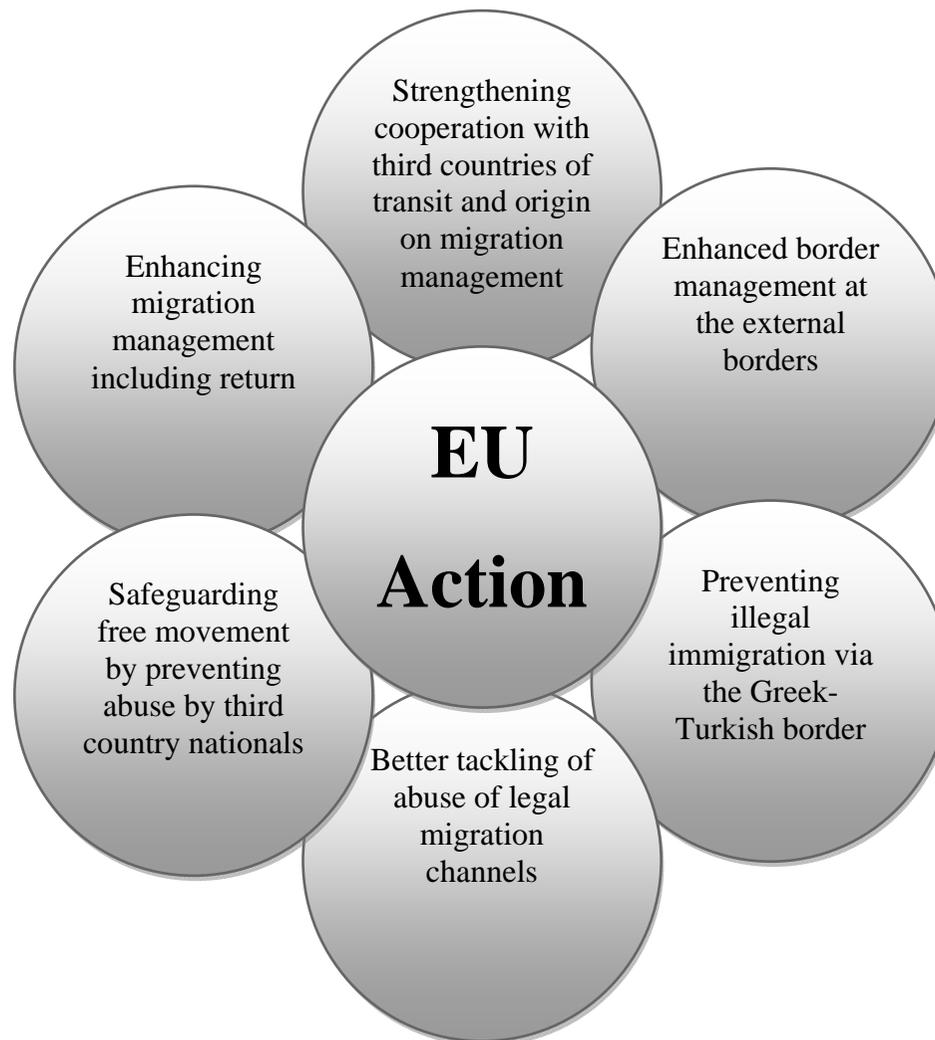 Strengthening
cooperation with
third countries of
transit and origin
on migration
management
Enhanced border
management at
the external
borders
Preventing
illegal
immigration via
the Greek-
Turkish border
Better tackling of
abuse of legal
migration
channels
Safeguarding
free movement
by preventing
abuse by third
country nationals
Enhancing
migration
management
including return
EU
Action